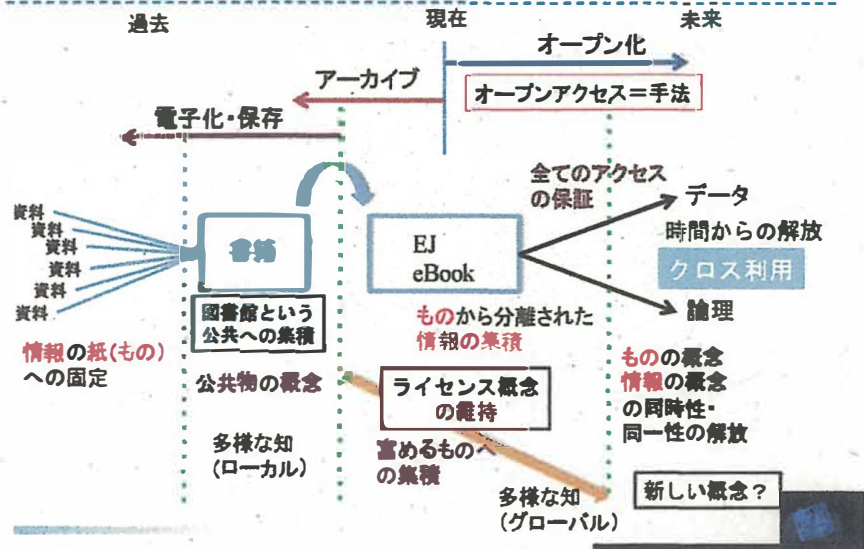 過去
現在
未来
オープン化
アーカイブ
オープンアクセス=手法
電子化・保存
全てのアクセス
の保証
データ
資料
資料
資料
資料
資料
資料
書籍
EJ
eBook
時間からの解放
クロス利用
論理
図書館という
公共への集積
ものから分離された
情報の集積
情報の紙(もの)
への固定
公共物の概念
ライセンス概念
の維持
ものの概念
情報の概念
の同時性・
同一性の解放
多様な知
(ローカル)
富めるものへ
の集積
多様な知
(グローバル)
新しい概念?